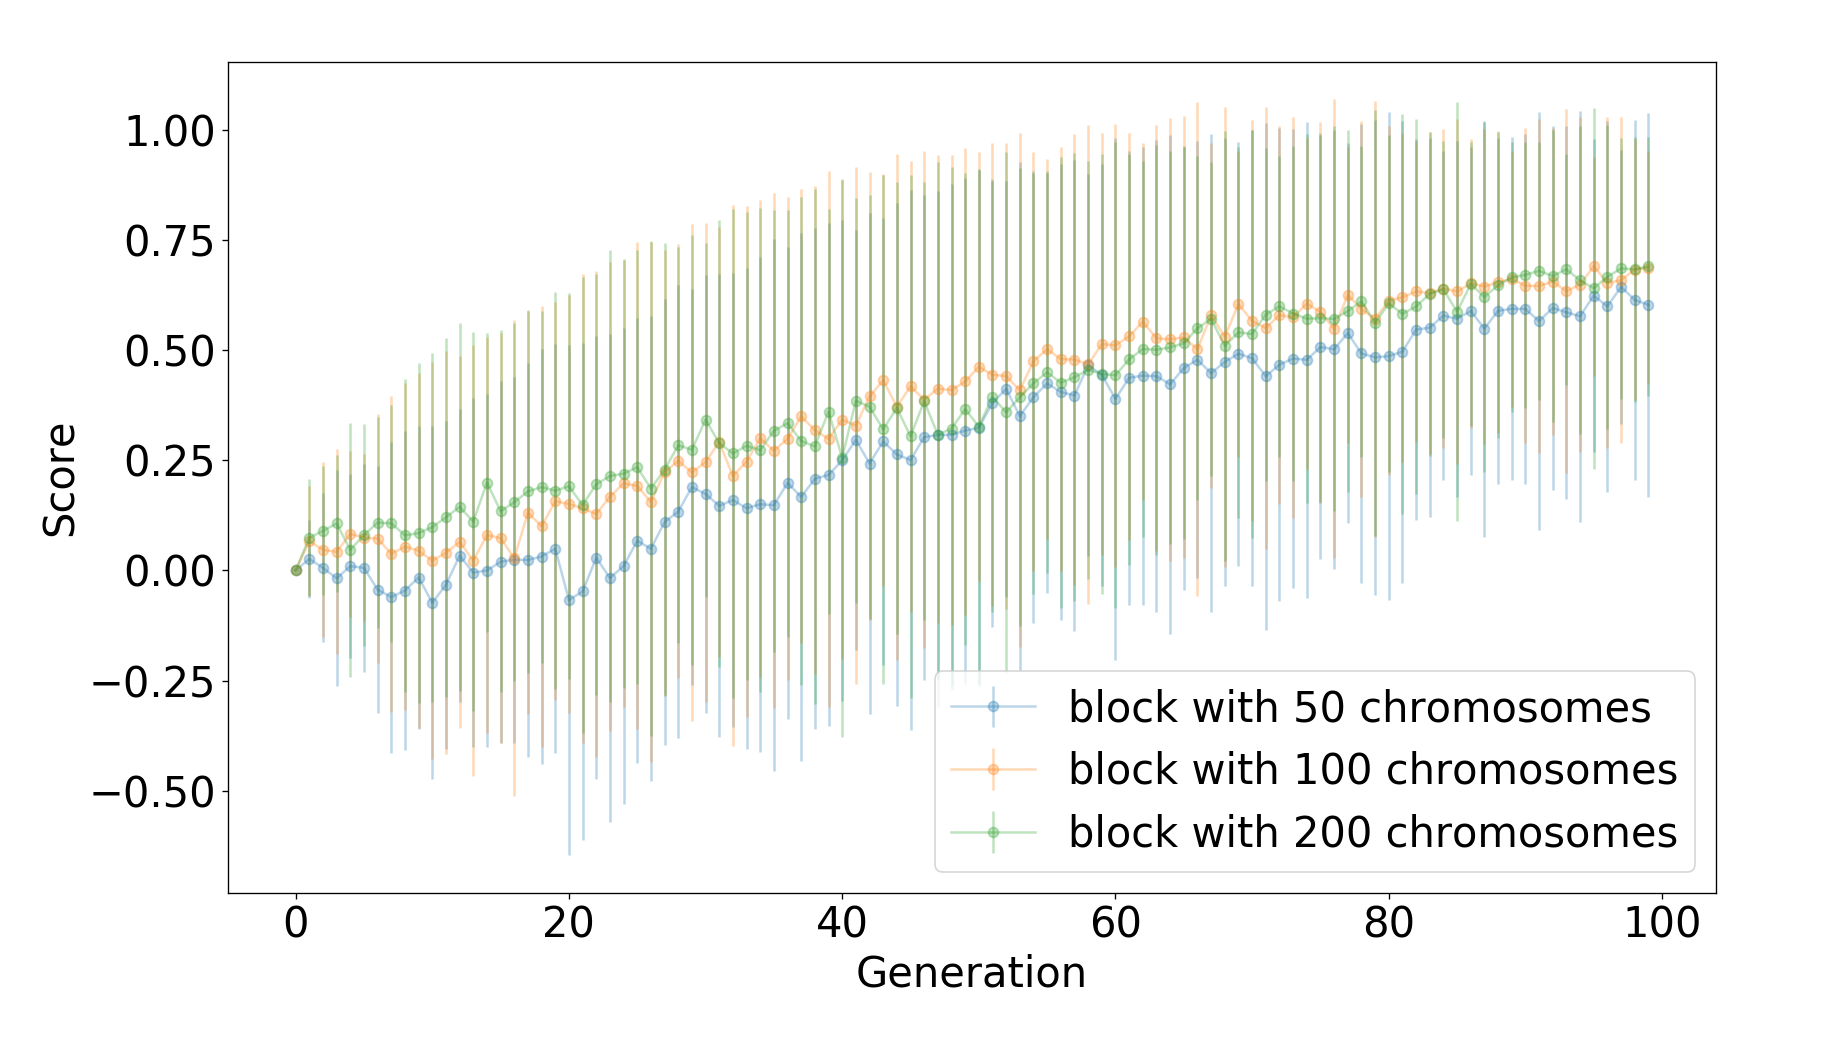 1.00
0.75
0.50
0.25
0.00
−0.25
−0.50
Score
block with 50 chromosomes
block with 100 chromosomes
block with 200 chromosomes
0 20 40 60 80 100
Generation